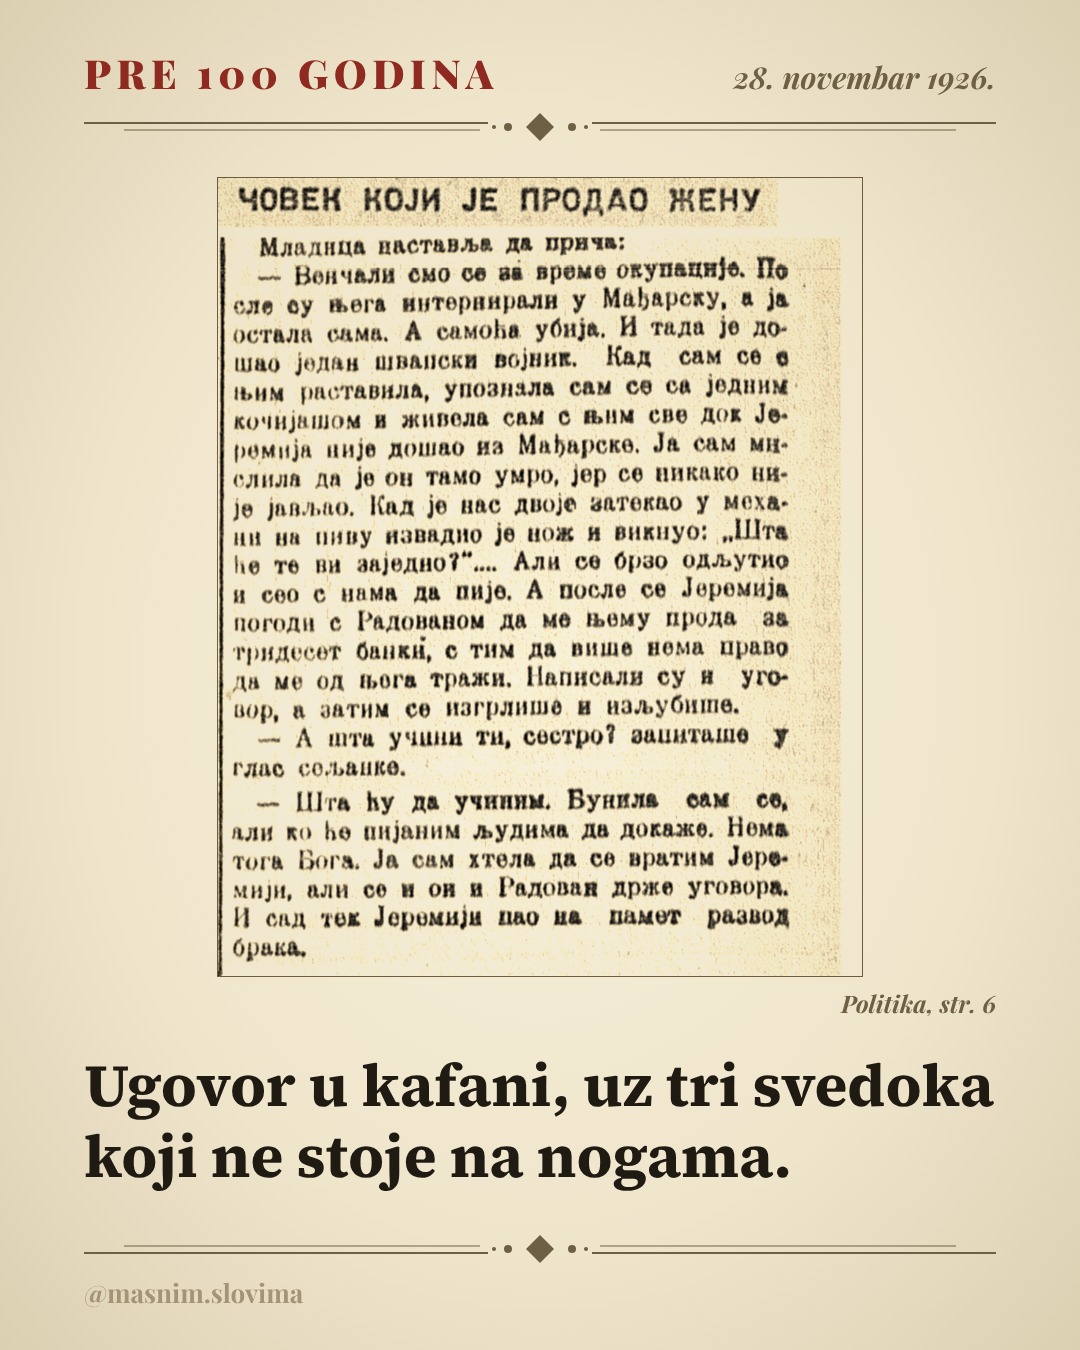 PRE 100 GODINA
28. novembar 1926.
ЧОВЕК КОЈИ ЈЕ ПРОДАО ЖЕНУ
Младица наставља да прича:
— Венчали смо се за време окупације. По
сле су њега интернирали у Мађарску, а ја
остала сама. А самоћа убија. И тада је до-
шао један швапски војник. Кад сам се с
њим раставила, упознала сам се са једним
кочијашом и живела сам с њим све док Је-
ремија није дошао из Мађарске. Ја сам ми-
слила да је он тамо умро, јер се никако ни-
је јављао. Кад је нас двоје затекао у меха-
ни на пиву извадио је нож и викнуо: „Шта
ће те ви заједно?“.... Али се брзо одљутио
и сео с нама да пије. А после се Јеремија
погоди с Радованом да ме њему прода за
тридесет банки, с тим да више нема право
да ме од њога тражи. Написали су и уго-
вор, а затим се изгрлише и изљубише.
— А шта учини ти, сестро? запиташе у
глас сељанке.
— Шта ћу да учиним. Бунила сам се,
али ко ће пијаним људима да докаже. Нема
тога Бога. Ја сам хтела да се вратим Јере-
мији, али се и он и Радован држе уговора.
И сад тек Јеремији пао на памет развод
брака.
Politika, str. 6
Ugovor u kafani, uz tri svedoka
koji ne stoje na nogama.
@masnim.slovima